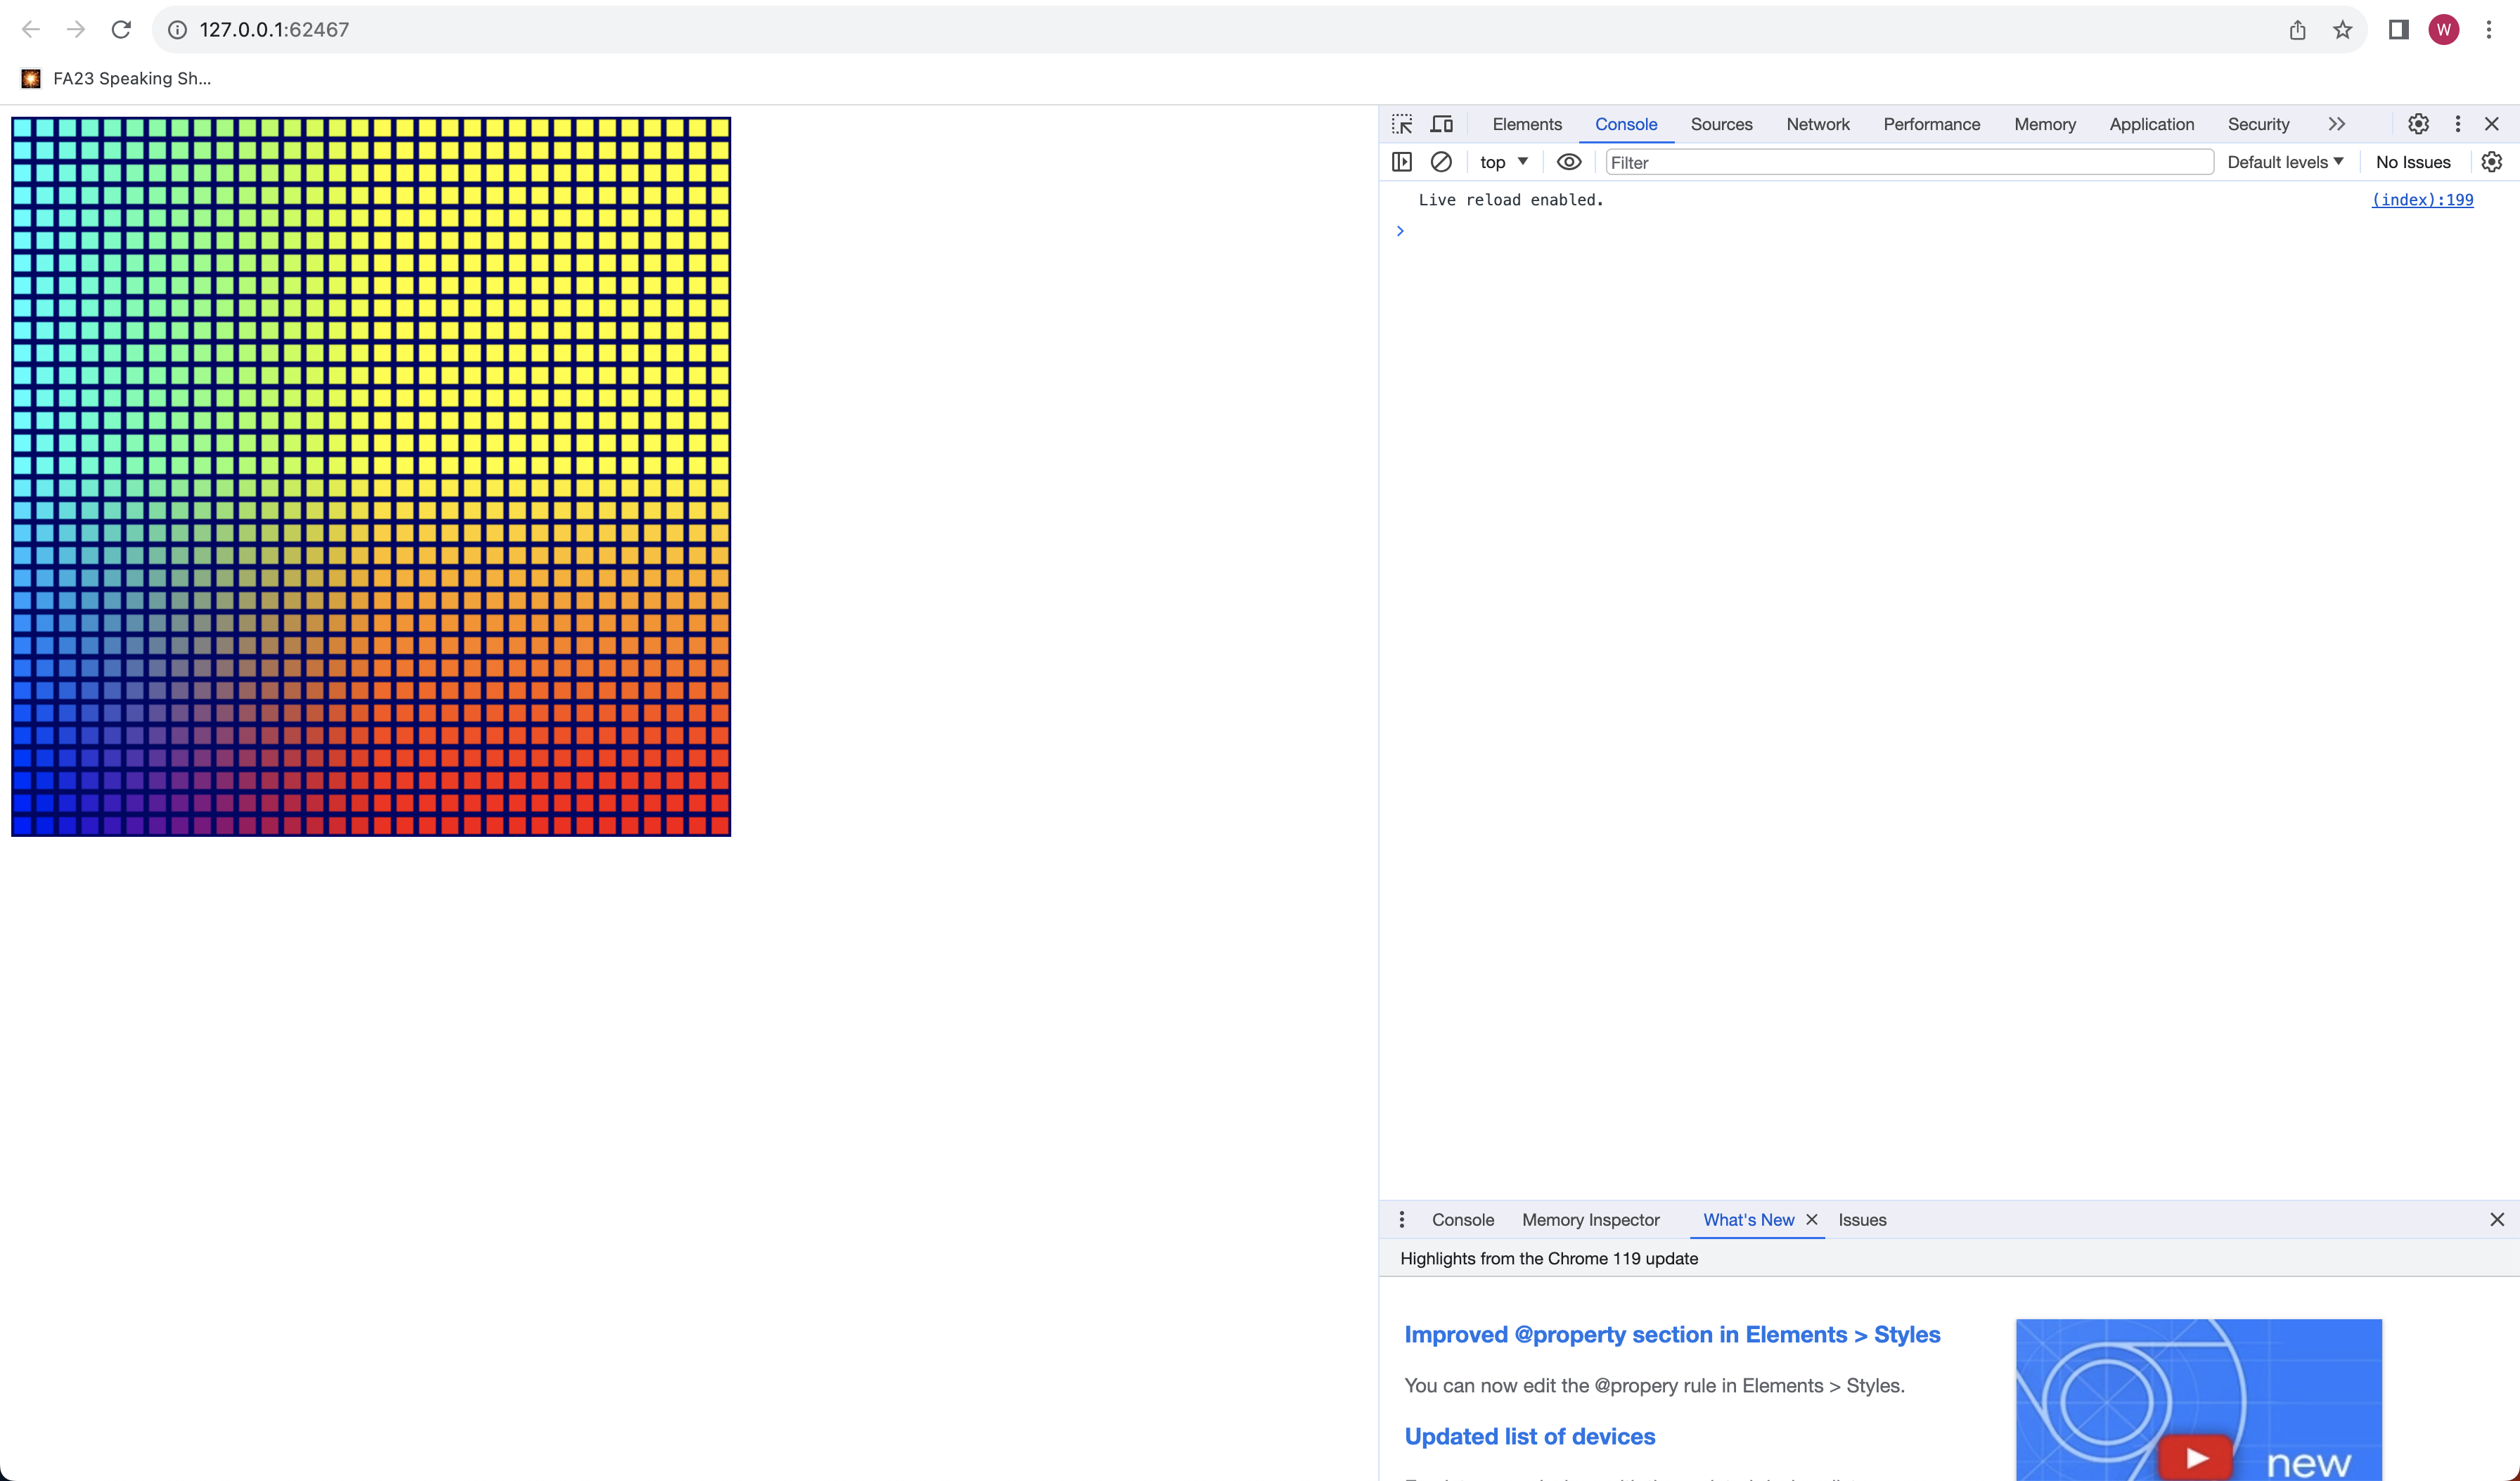 127.0.0.1:62467
W
FA23 Speaking Sh...
Elements Console Sources Network Performance Memory Application Security
top Filter Default levels No Issues
Live reload enabled. (index):199
Console Memory Inspector What's New Issues
Highlights from the Chrome 119 update
Improved @property section in Elements > Styles
You can now edit the @propery rule in Elements > Styles.
Updated list of devices
new